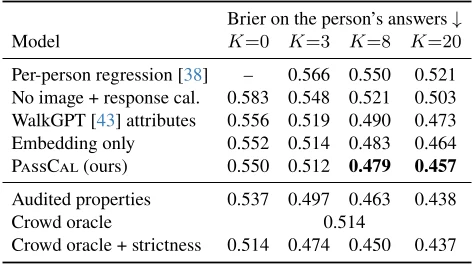 Brier on the person's answers ↓
Model K=0 K=3 K=8 K=20
Per-person regression [38] – 0.566 0.550 0.521
No image + response cal. 0.583 0.548 0.521 0.503
WalkGPT [43] attributes 0.556 0.519 0.490 0.473
Embedding only 0.552 0.514 0.483 0.464
PASSCAL (ours) 0.550 0.512 0.479 0.457
Audited properties 0.537 0.497 0.463 0.438
Crowd oracle 0.514
Crowd oracle + strictness 0.514 0.474 0.450 0.437